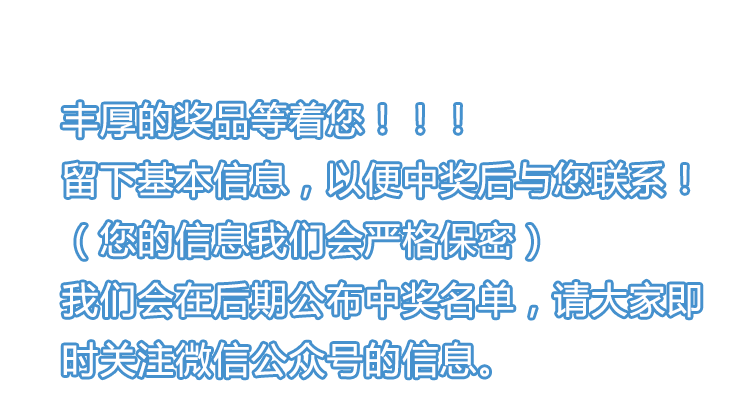 丰厚的奖品等着您！！！
留下基本信息，以便中奖后与您联系！
（您的信息我们会严格保密）
我们会在后期公布中奖名单，请大家即
时关注微信公众号的信息。